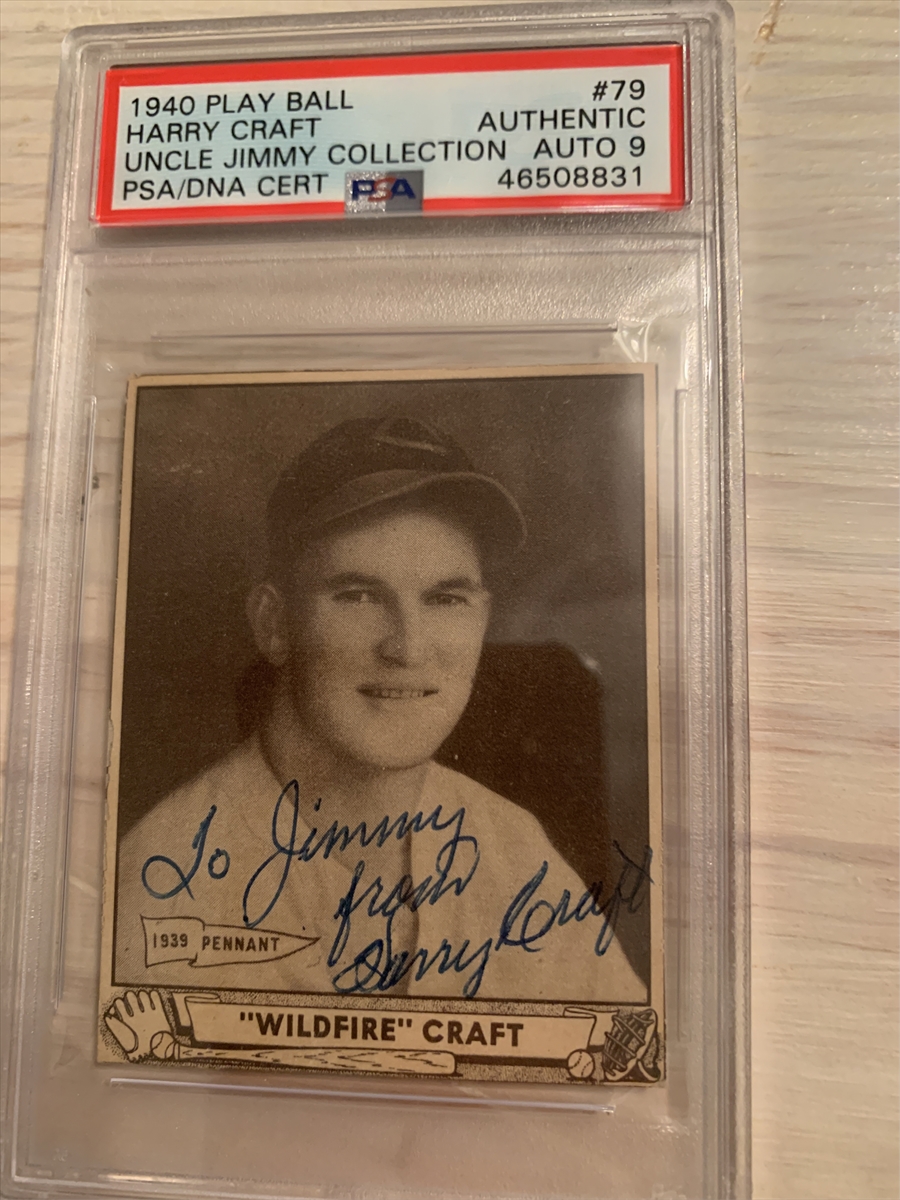 1940 PLAY BALL #79
HARRY CRAFT AUTHENTIC
UNCLE JIMMY COLLECTION AUTO 9
PSA/DNA CERT PSA 46508831
To Jimmy
from
Harry Craft
1939 PENNANT
"WILDFIRE" CRAFT